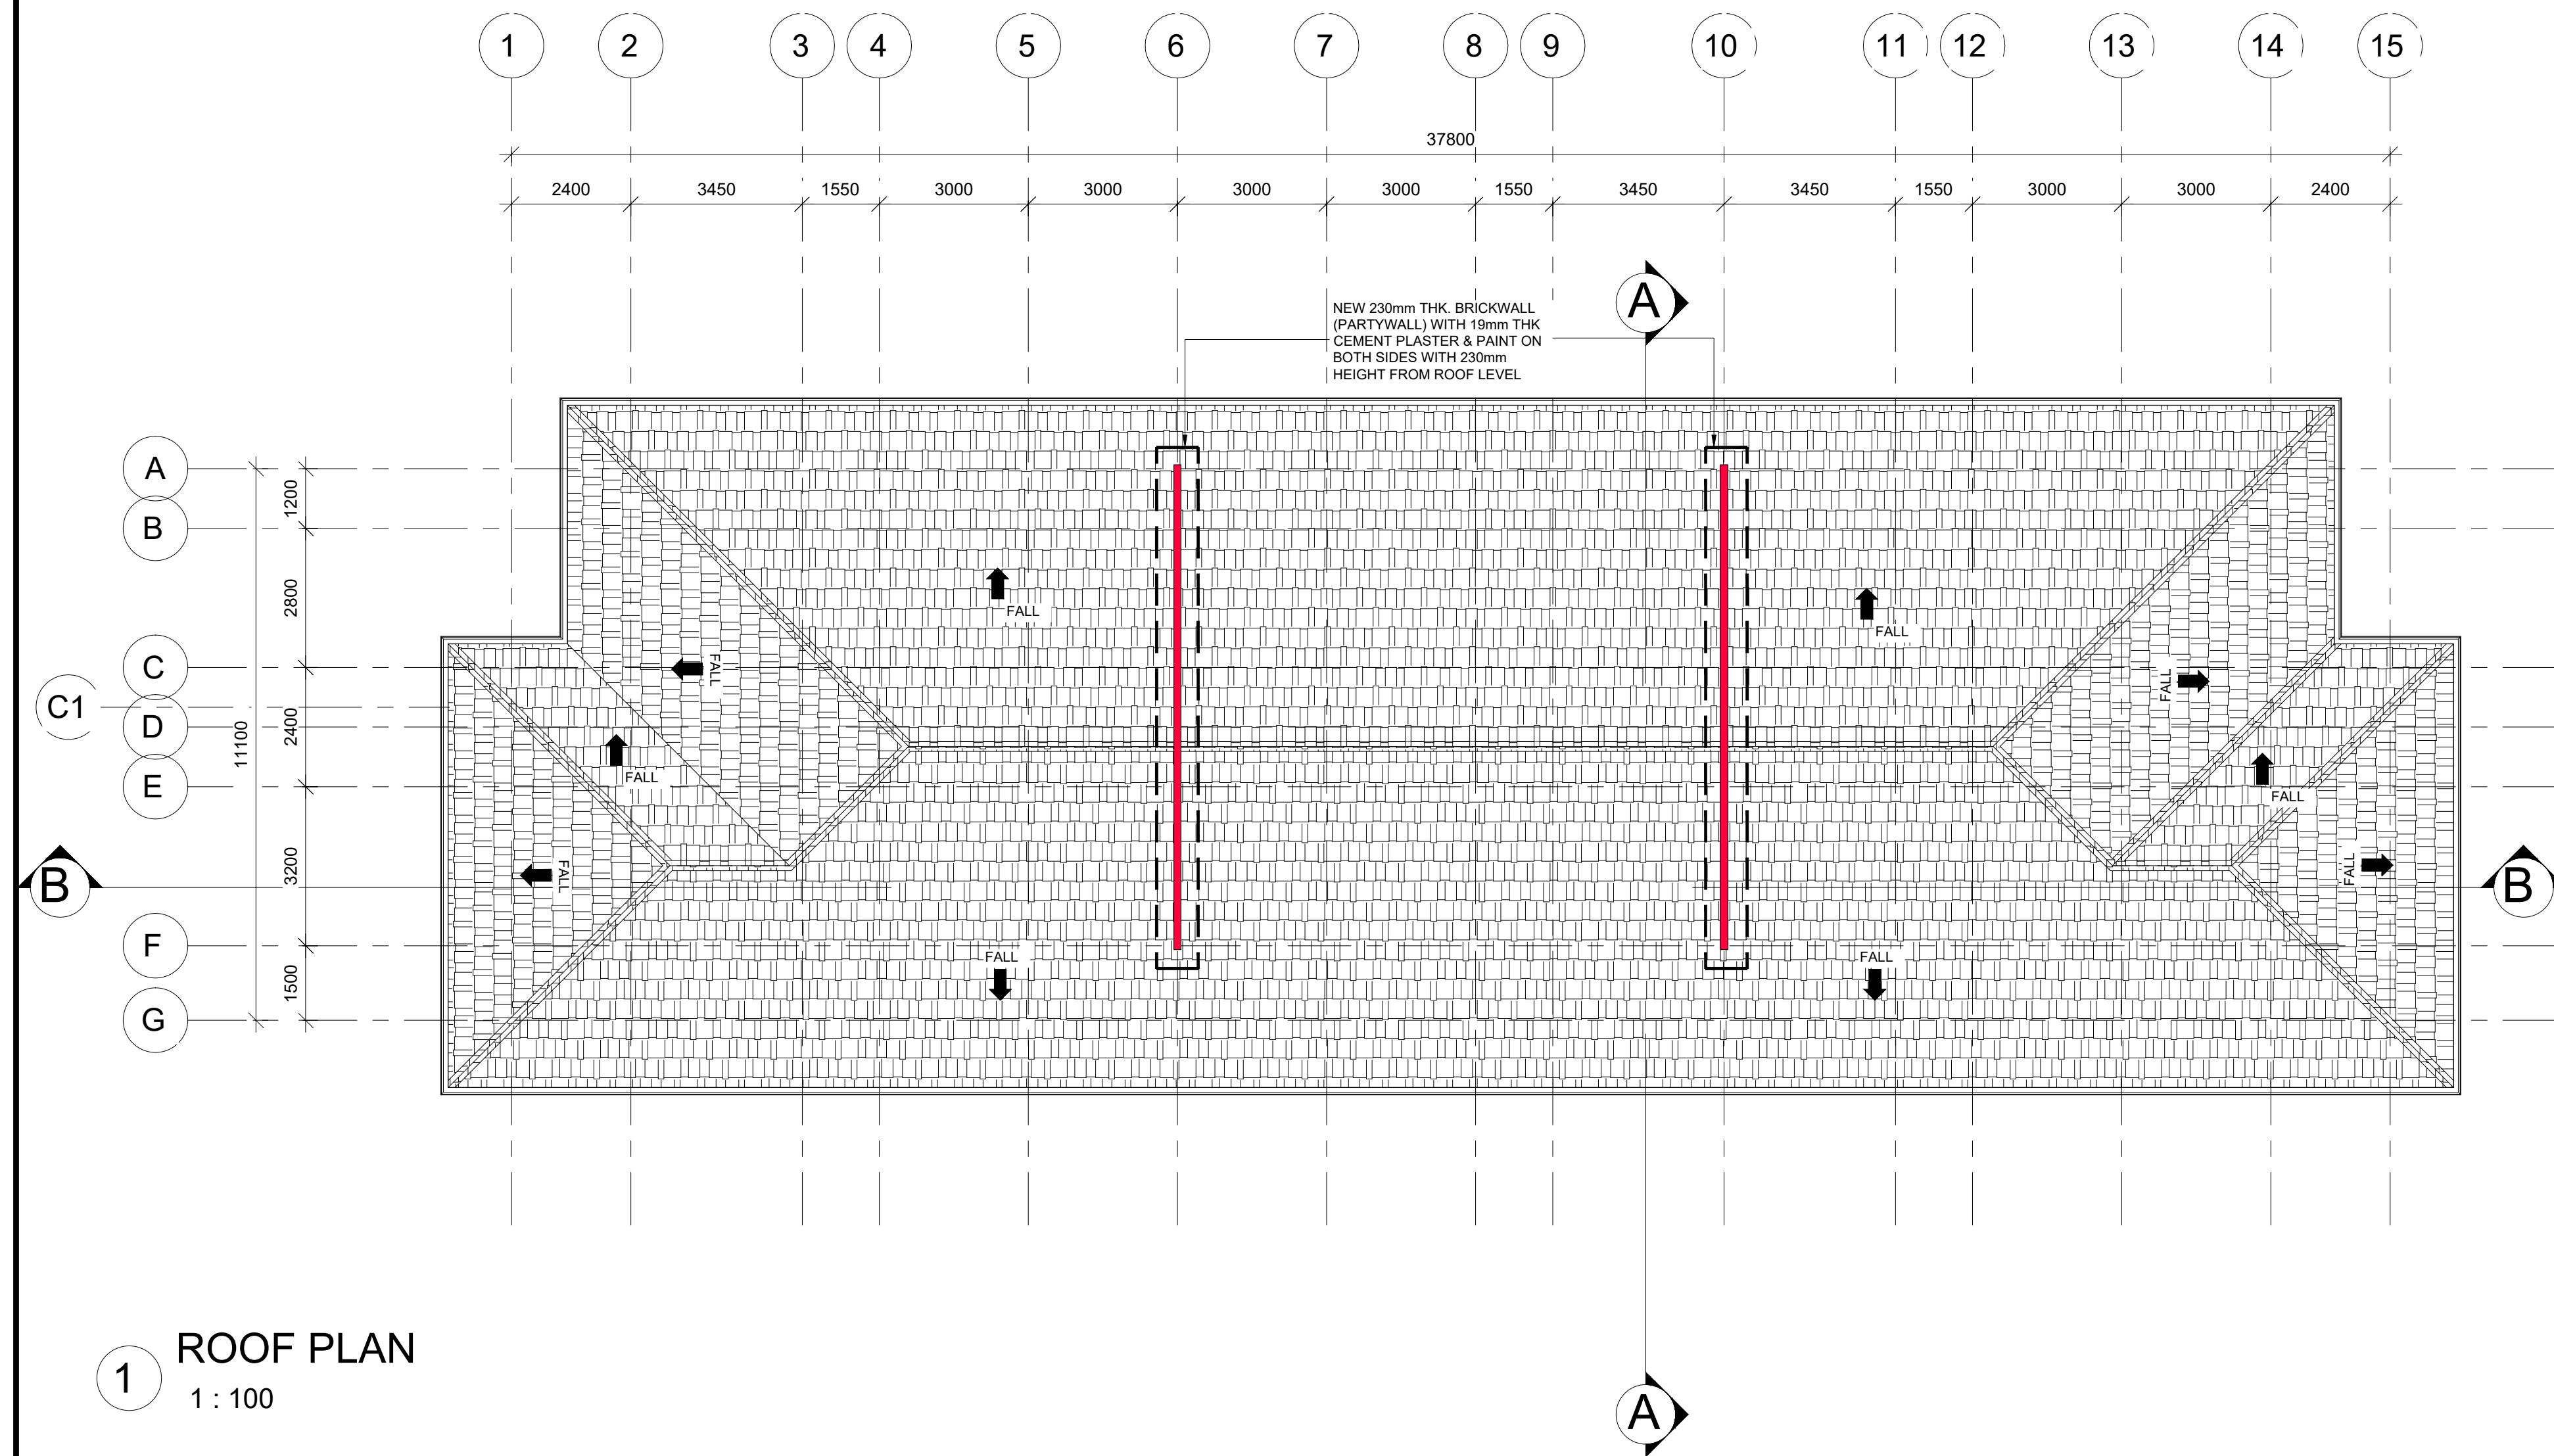 1 2 3 4 5 6 7 8 9 10 11 12 13 14 15
37800
2400 3450 1550 3000 3000 3000 3000 1550 3450 3450 1550 3000 3000 2400
A
NEW 230mm THK. BRICKWALL
(PARTYWALL) WITH 19mm THK
CEMENT PLASTER & PAINT ON
BOTH SIDES WITH 230mm
HEIGHT FROM ROOF LEVEL
A
1200
B
2800
FALL
FALL
C
FALL
FALL
C1
D
2400
11100
FALL
E
FALL
3200
FALL
FALL
B
B
F
FALL
FALL
1500
G
ROOF PLAN
1
1 : 100
A